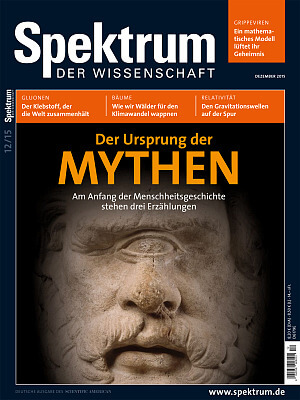 GRIPPEVIREN
Ein mathema-
tisches Modell
lüftet ihr
Geheimnis
Spektrum
DER WISSENSCHAFT
DEZEMBER 2015
12/15 Spektrum
GLUONEN
Der Klebstoff, der
die Welt zusammenhält
BÄUME
Wie wir Wälder für den
Klimawandel wappnen
RELATIVITÄT
Den Gravitationswellen
auf der Spur
Der Ursprung der
MYTHEN
Am Anfang der Menschheitsgeschichte
stehen drei Erzählungen
DEUTSCHE AUSGABE DES SCIENTIFIC AMERICAN
www.spektrum.de